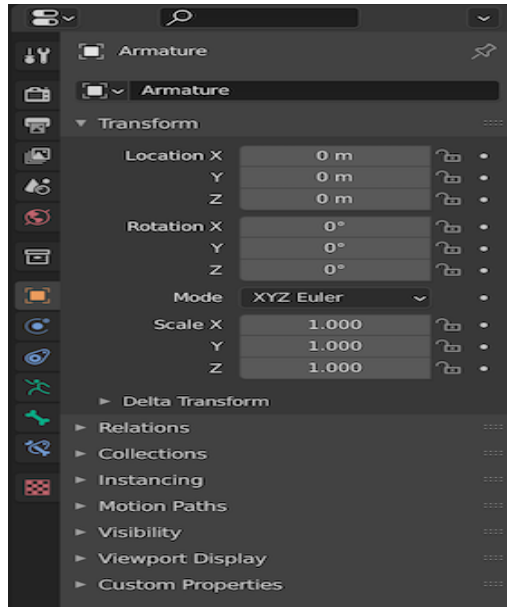 Armature
Armature
Transform
Location X 0 m
Y 0 m
Z 0 m
Rotation X 0°
Y 0°
Z 0°
Mode XYZ Euler
Scale X 1.000
Y 1.000
Z 1.000
Delta Transform
Relations
Collections
Instancing
Motion Paths
Visibility
Viewport Display
Custom Properties